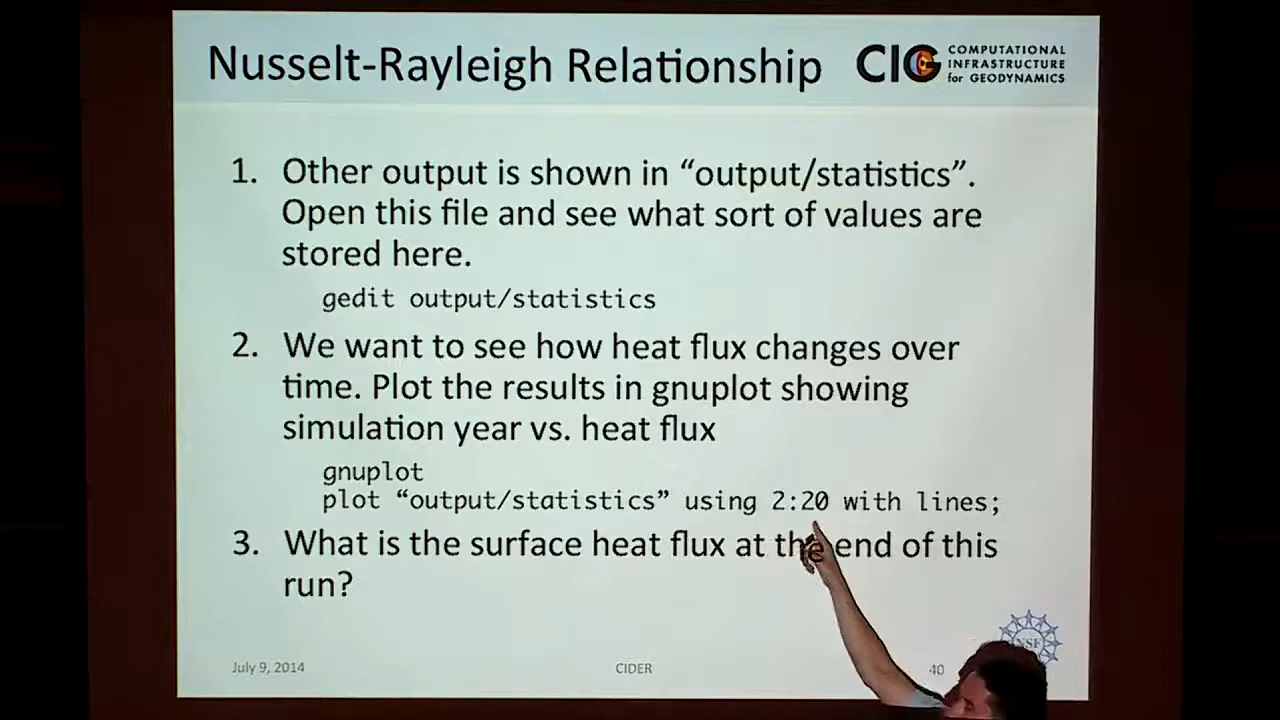 Nusselt-Rayleigh Relationship
CIG COMPUTATIONAL
INFRASTRUCTURE
for GEODYNAMICS
1. Other output is shown in “output/statistics”.
Open this file and see what sort of values are
stored here.
gedit output/statistics
2. We want to see how heat flux changes over
time. Plot the results in gnuplot showing
simulation year vs. heat flux
gnuplot
plot “output/statistics” using 2:20 with lines;
3. What is the surface heat flux at the end of this
run?
NSF
July 9, 2014
CIDER
40